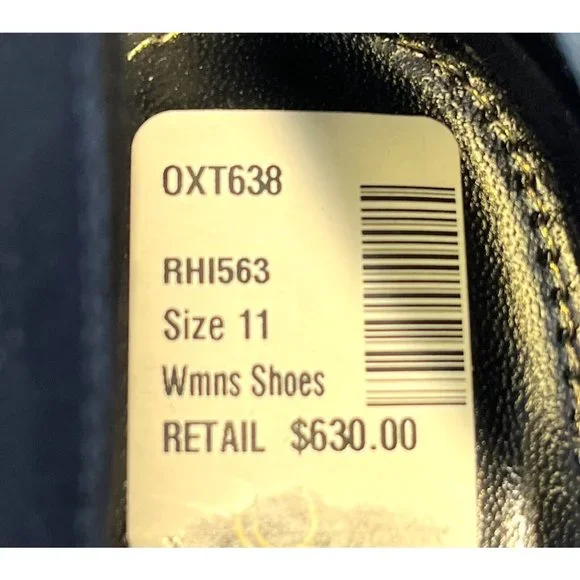 OXT638
RHI563
Size 11
Wmns Shoes
RETAIL $630.00